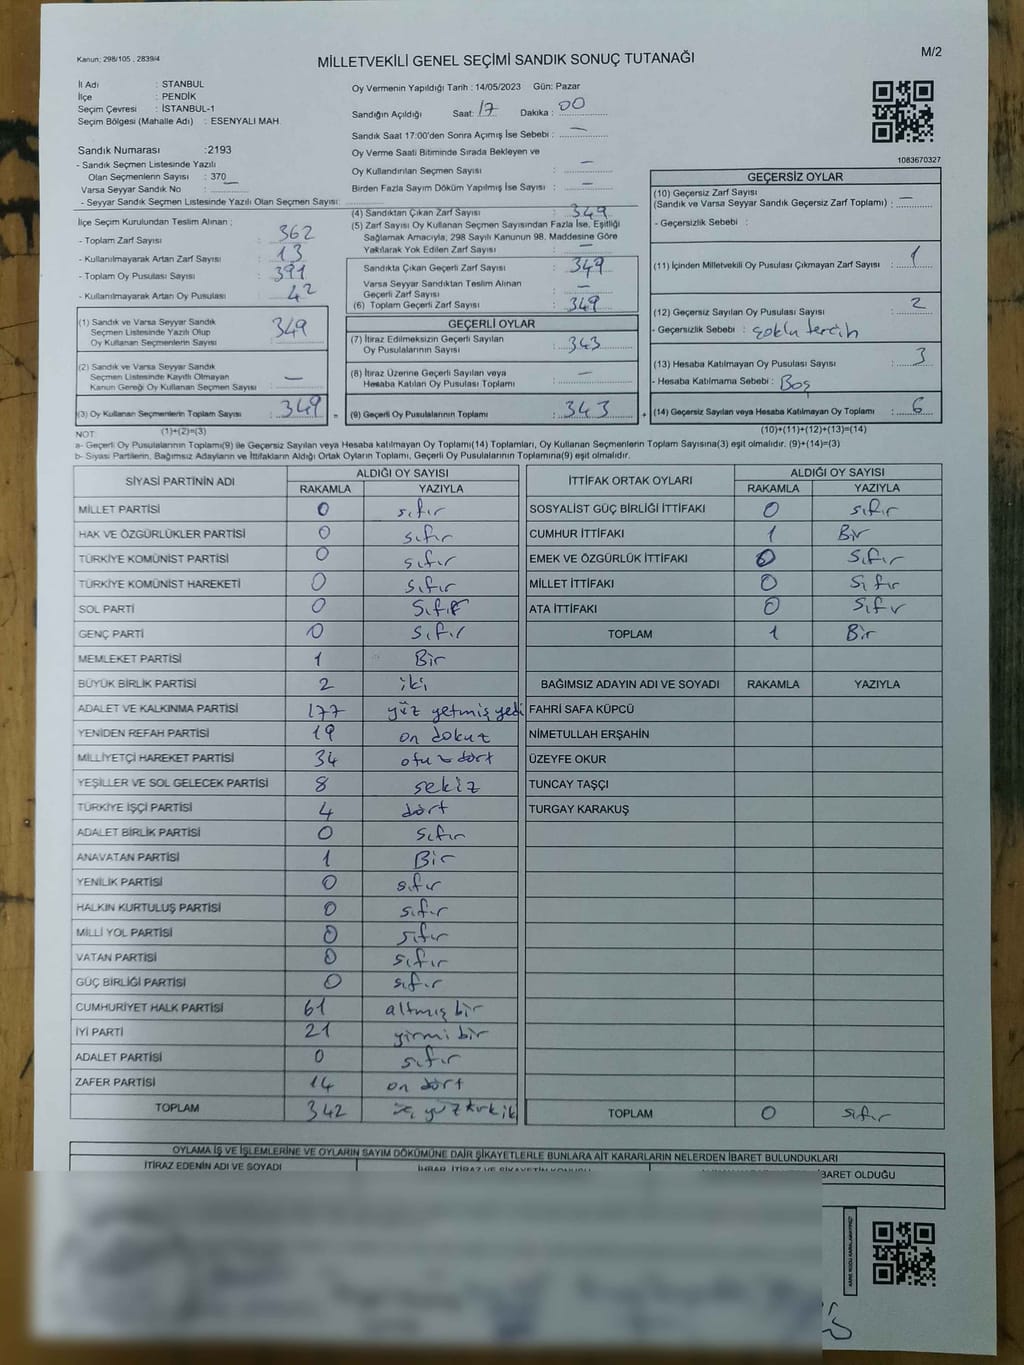 Kanun; 298/105 , 2839/4
MİLLETVEKİLİ GENEL SEÇİMİ SANDIK SONUÇ TUTANAĞI
M/2
İl Adı : STANBUL
İlçe : PENDİK
Seçim Çevresi : İSTANBUL-1
Seçim Bölgesi (Mahalle Adı) : ESENYALI MAH.
Oy Vermenin Yapıldığı Tarih : 14/05/2023 Gün: Pazar
Sandığın Açıldığı Saat: 17 Dakika: 00
Sandık Saat 17:00'den Sonra Açımış İse Sebebi : —
Oy Verme Saati Bitiminde Sırada Bekleyen ve
Oy Kullandırılan Seçmen Sayısı : —
Birden Fazla Sayım Döküm Yapılmış İse Sayısı : —
1083670327
Sandık Numarası :2193
- Sandık Seçmen Listesinde Yazılı
Olan Seçmenlerin Sayısı : 370
Varsa Seyyar Sandık No : —
- Seyyar Sandık Seçmen Listesinde Yazılı Olan Seçmen Sayısı:
İlçe Seçim Kurulundan Teslim Alınan ;
- Toplam Zarf Sayısı : 362
- Kullanılmayarak Artan Zarf Sayısı : 13
- Toplam Oy Pusulası Sayısı : 391
- Kullanılmayarak Artan Oy Pusulası : 42
(1) Sandık ve Varsa Seyyar Sandık
Seçmen Listesinde Yazılı Olup
Oy Kullanan Seçmenlerin Sayısı : 349
(2) Sandık ve Varsa Seyyar Sandık
Seçmen Listesinde Kayıtlı Olmayan
Kanun Gereği Oy Kullanan Seçmen Sayısı : —
(3) Oy Kullanan Seçmenlerin Toplam Sayısı : 349
(1)+(2)=(3)
(4) Sandıktan Çıkan Zarf Sayısı : 349
(5) Zarf Sayısı Oy Kullanan Seçmen Sayısından Fazla İse, Eşitliği
Sağlamak Amacıyla, 298 Sayılı Kanunun 98. Maddesine Göre
Yakılarak Yok Edilen Zarf Sayısı : —
Sandıkta Çıkan Geçerli Zarf Sayısı : 349
Varsa Seyyar Sandıktan Teslim Alınan
Geçerli Zarf Sayısı : —
(6) Toplam Geçerli Zarf Sayısı : 349
GEÇERLİ OYLAR
(7) İtiraz Edilmeksizin Geçerli Sayılan
Oy Pusulalarının Sayısı : 343
(8) İtiraz Üzerine Geçerli Sayılan veya
Hesaba Katılan Oy Pusulası Toplamı : —
= (9) Geçerli Oy Pusulalarının Toplamı : 343 +
GEÇERSİZ OYLAR
(10) Geçersiz Zarf Sayısı
(Sandık ve Varsa Seyyar Sandık Geçersiz Zarf Toplamı) : —
- Geçersizlik Sebebi :
(11) İçinden Milletvekili Oy Pusulası Çıkmayan Zarf Sayısı : 1
(12) Geçersiz Sayılan Oy Pusulası Sayısı : 2
- Geçersizlik Sebebi : çoklu tercih
(13) Hesaba Katılmayan Oy Pusulası Sayısı : 3
- Hesaba Katılmama Sebebi : Boş
(14) Geçersiz Sayılan veya Hesaba Katılmayan Oy Toplamı : 6
(10)+(11)+(12)+(13)=(14)
NOT
a- Geçerli Oy Pusulalarının Toplamı(9) ile Geçersiz Sayılan veya Hesaba katılmayan Oy Toplamı(14) Toplamları, Oy Kullanan Seçmenlerin Toplam Sayısına(3) eşit olmalıdır. (9)+(14)=(3)
b- Siyasi Partilerin, Bağımsız Adayların ve İttifakların Aldığı Ortak Oyların Toplamı, Geçerli Oy Pusulalarının Toplamına(9) eşit olmalıdır.
SİYASİ PARTİNİN ADI ALDIĞI OY SAYISI
RAKAMLA YAZIYLA
MİLLET PARTİSİ 0 sıfır
HAK VE ÖZGÜRLÜKLER PARTİSİ 0 sıfır
TÜRKİYE KOMÜNİST PARTİSİ 0 sıfır
TÜRKİYE KOMÜNİST HAREKETİ 0 sıfır
SOL PARTİ 0 Sıfır
GENÇ PARTİ 0 sıfır
MEMLEKET PARTİSİ 1 Bir
BÜYÜK BİRLİK PARTİSİ 2 iki
ADALET VE KALKINMA PARTİSİ 177 yüz yetmiş yedi
YENİDEN REFAH PARTİSİ 19 on dokuz
MİLLİYETÇİ HAREKET PARTİSİ 34 otuz dört
YEŞİLLER VE SOL GELECEK PARTİSİ 8 sekiz
TÜRKİYE İŞÇİ PARTİSİ 4 dört
ADALET BİRLİK PARTİSİ 0 sıfır
ANAVATAN PARTİSİ 1 Bir
YENİLİK PARTİSİ 0 sıfır
HALKIN KURTULUŞ PARTİSİ 0 sıfır
MİLLİ YOL PARTİSİ 0 sıfır
VATAN PARTİSİ 0 sıfır
GÜÇ BİRLİĞİ PARTİSİ 0 sıfır
CUMHURİYET HALK PARTİSİ 61 altmış bir
İYİ PARTİ 21 yirmi bir
ADALET PARTİSİ 0 sıfır
ZAFER PARTİSİ 14 on dört
TOPLAM 342
İTTİFAK ORTAK OYLARI ALDIĞI OY SAYISI
RAKAMLA YAZIYLA
SOSYALİST GÜÇ BİRLİĞİ İTTİFAKI 0 sıfır
CUMHUR İTTİFAKI 1 Bir
EMEK VE ÖZGÜRLÜK İTTİFAKI 0 sıfır
MİLLET İTTİFAKI 0 sıfır
ATA İTTİFAKI 0 sıfır
TOPLAM 1 Bir
BAĞIMSIZ ADAYIN ADI VE SOYADI RAKAMLA YAZIYLA
FAHRİ SAFA KÜPCÜ
NİMETULLAH ERŞAHİN
ÜZEYFE OKUR
TUNCAY TAŞÇI
TURGAY KARAKUŞ
TOPLAM 0 sıfır
OYLAMA İŞ VE İŞLEMLERİNE VE OYLARIN SAYIM DÖKÜMÜNE DAİR ŞİKAYETLERLE BUNLARA AİT KARARLARIN NELERDEN İBARET BULUNDUKLARI
İTİRAZ EDENİN ADI VE SOYADI İHBAR, İTİRAZ VE ŞİKAYETİN KONUSU İBARET OLDUĞU